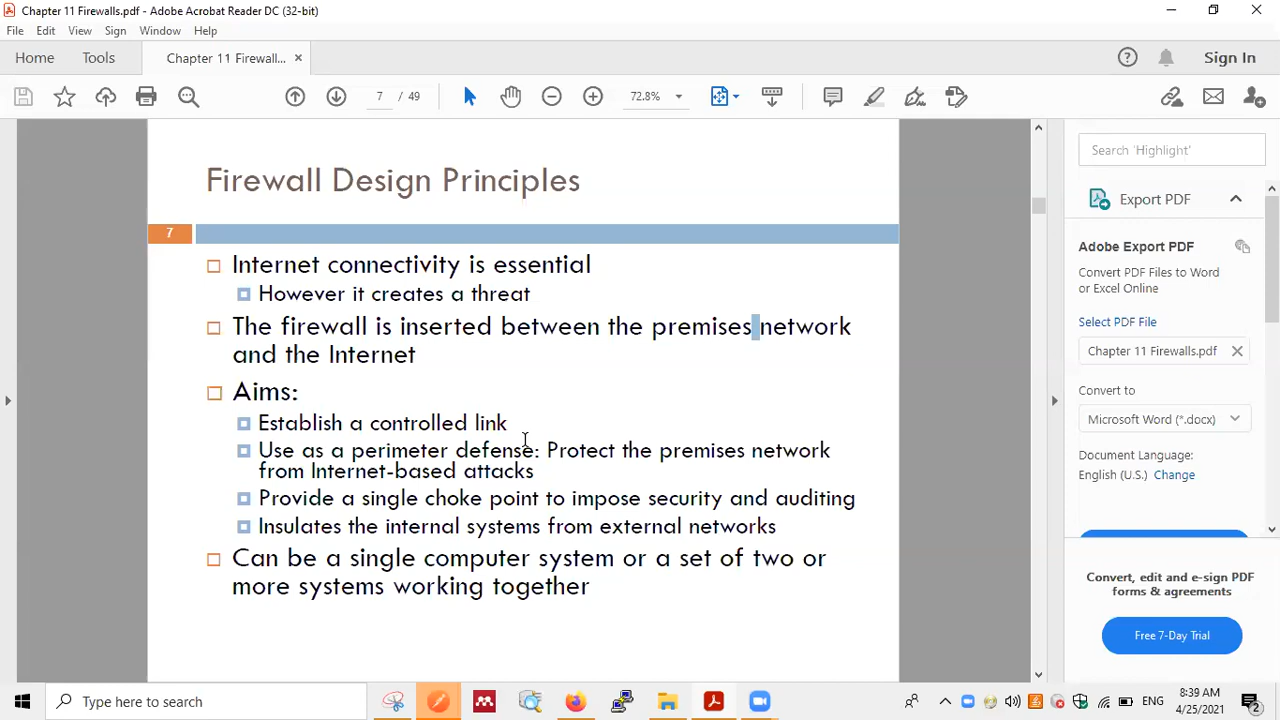 Chapter 11 Firewalls.pdf - Adobe Acrobat Reader DC (32-bit)
File Edit View Sign Window Help
Home Tools Chapter 11 Firewall... × Sign In
7 / 49 72.8%
Firewall Design Principles
7
Internet connectivity is essential
However it creates a threat
The firewall is inserted between the premises network
and the Internet
Aims:
Establish a controlled link
Use as a perimeter defense: Protect the premises network
from Internet-based attacks
Provide a single choke point to impose security and auditing
Insulates the internal systems from external networks
Can be a single computer system or a set of two or
more systems working together
Search 'Highlight'
Export PDF
Adobe Export PDF
Convert PDF Files to Word
or Excel Online
Select PDF File
Chapter 11 Firewalls.pdf
Convert to
Microsoft Word (*.docx)
Document Language:
English (U.S.) Change
Convert, edit and e-sign PDF
forms & agreements
Free 7-Day Trial
Type here to search
ENG
8:39 AM
4/25/2021
2